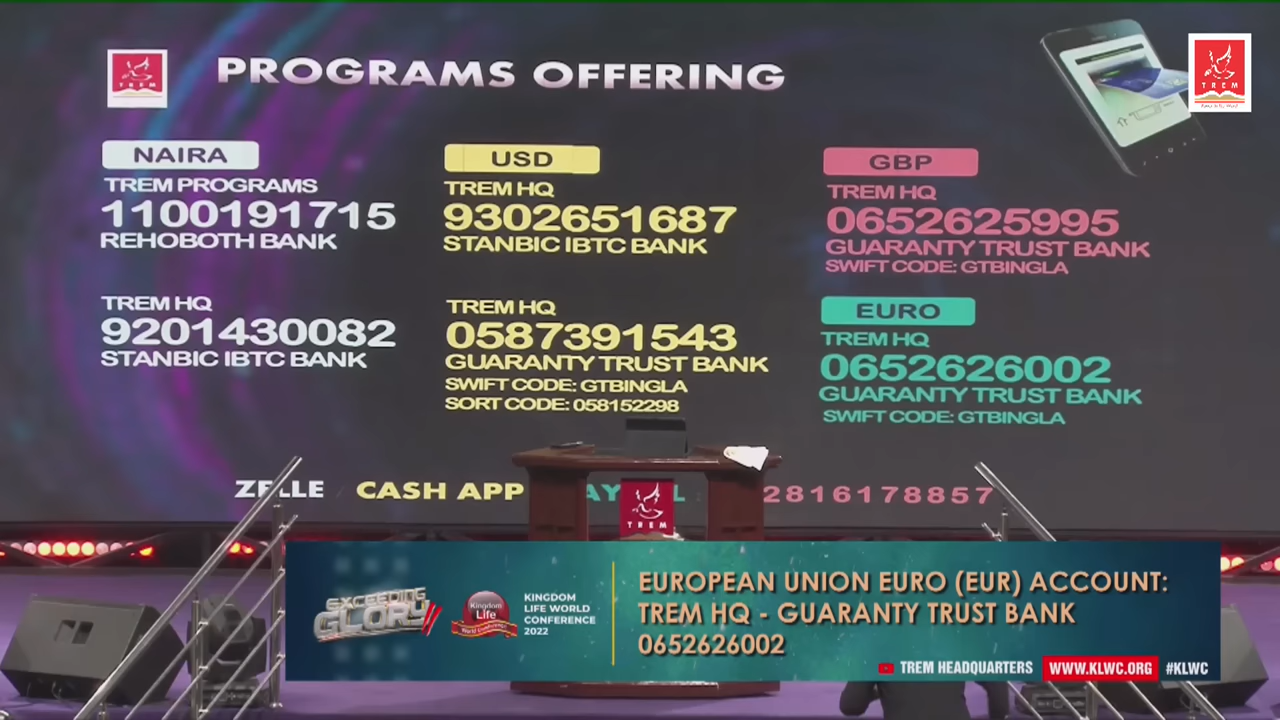 TREM
PROGRAMS OFFERING
TREM
NAIRA
TREM PROGRAMS
1100191715
REHOBOTH BANK
TREM HQ
9201430082
STANBIC IBTC BANK
USD
TREM HQ
9302651687
STANBIC IBTC BANK
TREM HQ
0587391543
GUARANTY TRUST BANK
SWIFT CODE: GTBINGLA
SORT CODE: 058152298
GBP
TREM HQ
0652625995
GUARANTY TRUST BANK
SWIFT CODE: GTBINGLA
EURO
TREM HQ
0652626002
GUARANTY TRUST BANK
SWIFT CODE: GTBINGLA
ZELLE CASH APP 2816178857
TREM
EXCEEDING
GLORY
Kingdom
Life
World Conference
KINGDOM
LIFE WORLD
CONFERENCE
2022
EUROPEAN UNION EURO (EUR) ACCOUNT:
TREM HQ - GUARANTY TRUST BANK
0652626002
TREM HEADQUARTERS WWW.KLWC.ORG #KLWC